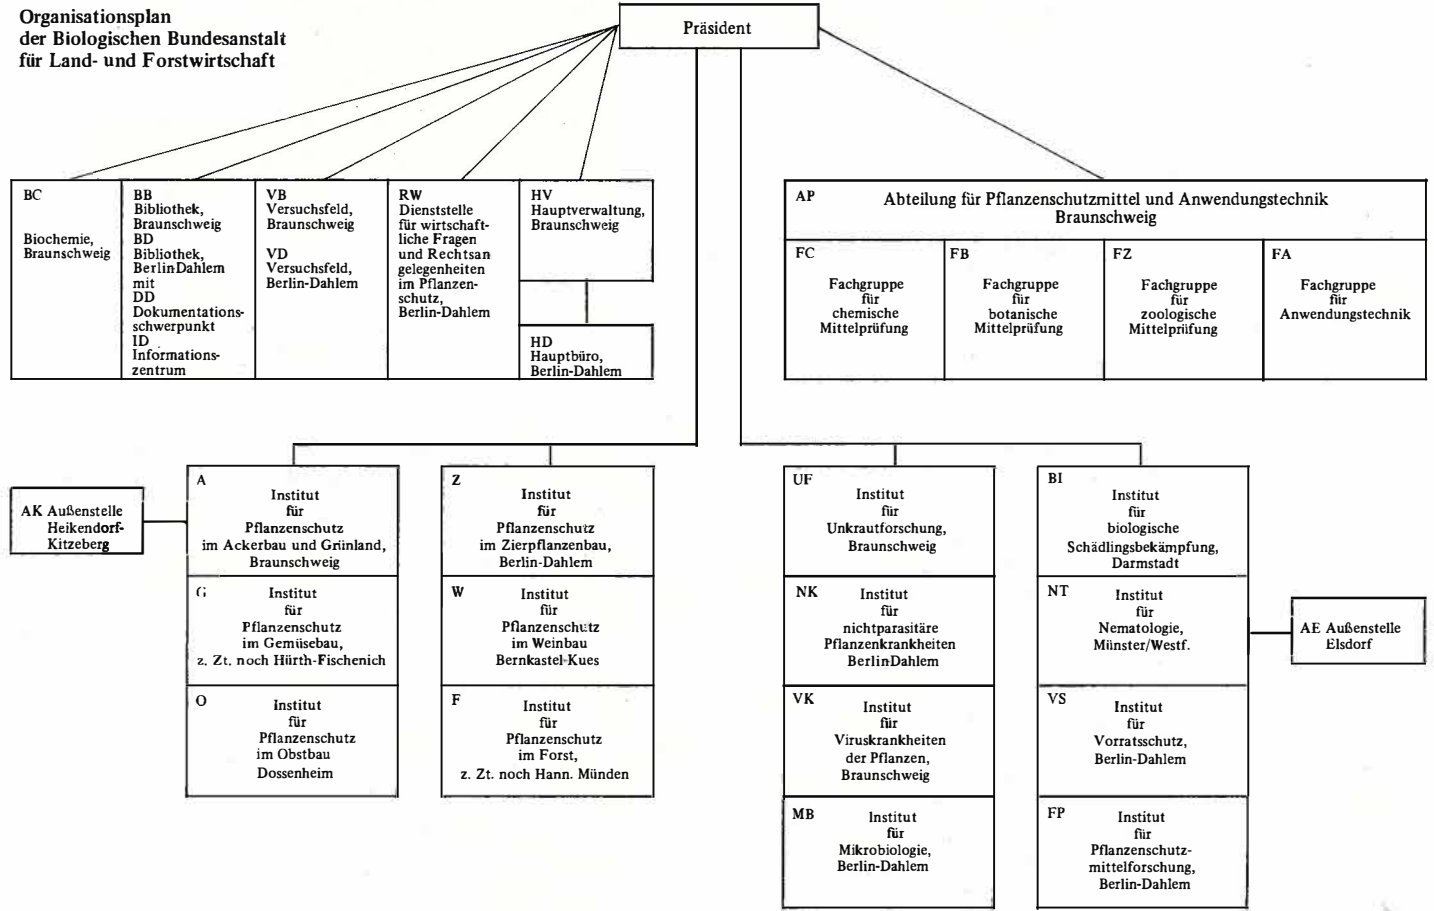 Organisationsplan
der Biologischen Bundesanstalt
für Land- und Forstwirtschaft
Präsident
BC
Biochemie,
Braunschweig
BB
Bibliothek,
Braunschweig
BD
Bibliothek,
BerlinDahlem
mit
DD
Dokumentations-
schwerpunkt
ID
Informations-
zentrum
VB
Versuchsfeld,
Braunschweig
VD
Versuchsfeld,
Berlin-Dahlem
RW
Dienststelle
für wirtschaft-
liche Fragen
und Rechtsan
gelegenheiten
im Pflanzen-
schutz,
Berlin-Dahlem
HV
Hauptverwaltung,
Braunschweig
HD
Hauptbüro,
Berlin-Dahlem
AP
Abteilung für Pflanzenschutzmittel und Anwendungstechnik
Braunschweig
FC
Fachgruppe
für
chemische
Mittelprüfung
FB
Fachgruppe
für
botanische
Mittelprüfung
FZ
Fachgruppe
für
zoologische
Mittelprüfung
FA
Fachgruppe
für
Anwendungstechnik
AK Außenstelle
Heikendorf-
Kitzeberg
A
Institut
für
Pflanzenschutz
im Ackerbau und Grünland,
Braunschweig
G
Institut
für
Pflanzenschutz
im Gemüsebau,
z. Zt. noch Hürth-Fischenich
O
Institut
für
Pflanzenschutz
im Obstbau
Dossenheim
Z
Institut
für
Pflanzenschutz
im Zierpflanzenbau,
Berlin-Dahlem
W
Institut
für
Pflanzenschutz
im Weinbau
Bernkastel-Kues
F
Institut
für
Pflanzenschutz
im Forst,
z. Zt. noch Hann. Münden
UF
Institut
für
Unkrautforschung,
Braunschweig
NK
Institut
für
nichtparasitäre
Pflanzenkrankheiten
BerlinDahlem
VK
Institut
für
Viruskrankheiten
der Pflanzen,
Braunschweig
MB
Institut
für
Mikrobiologie,
Berlin-Dahlem
BI
Institut
für
biologische
Schädlingsbekämpfung,
Darmstadt
NT
Institut
für
Nematologie,
Münster/Westf.
VS
Institut
für
Vorratsschutz,
Berlin-Dahlem
FP
Institut
für
Pflanzenschutz-
mittelforschung,
Berlin-Dahlem
AE Außenstelle
Elsdorf